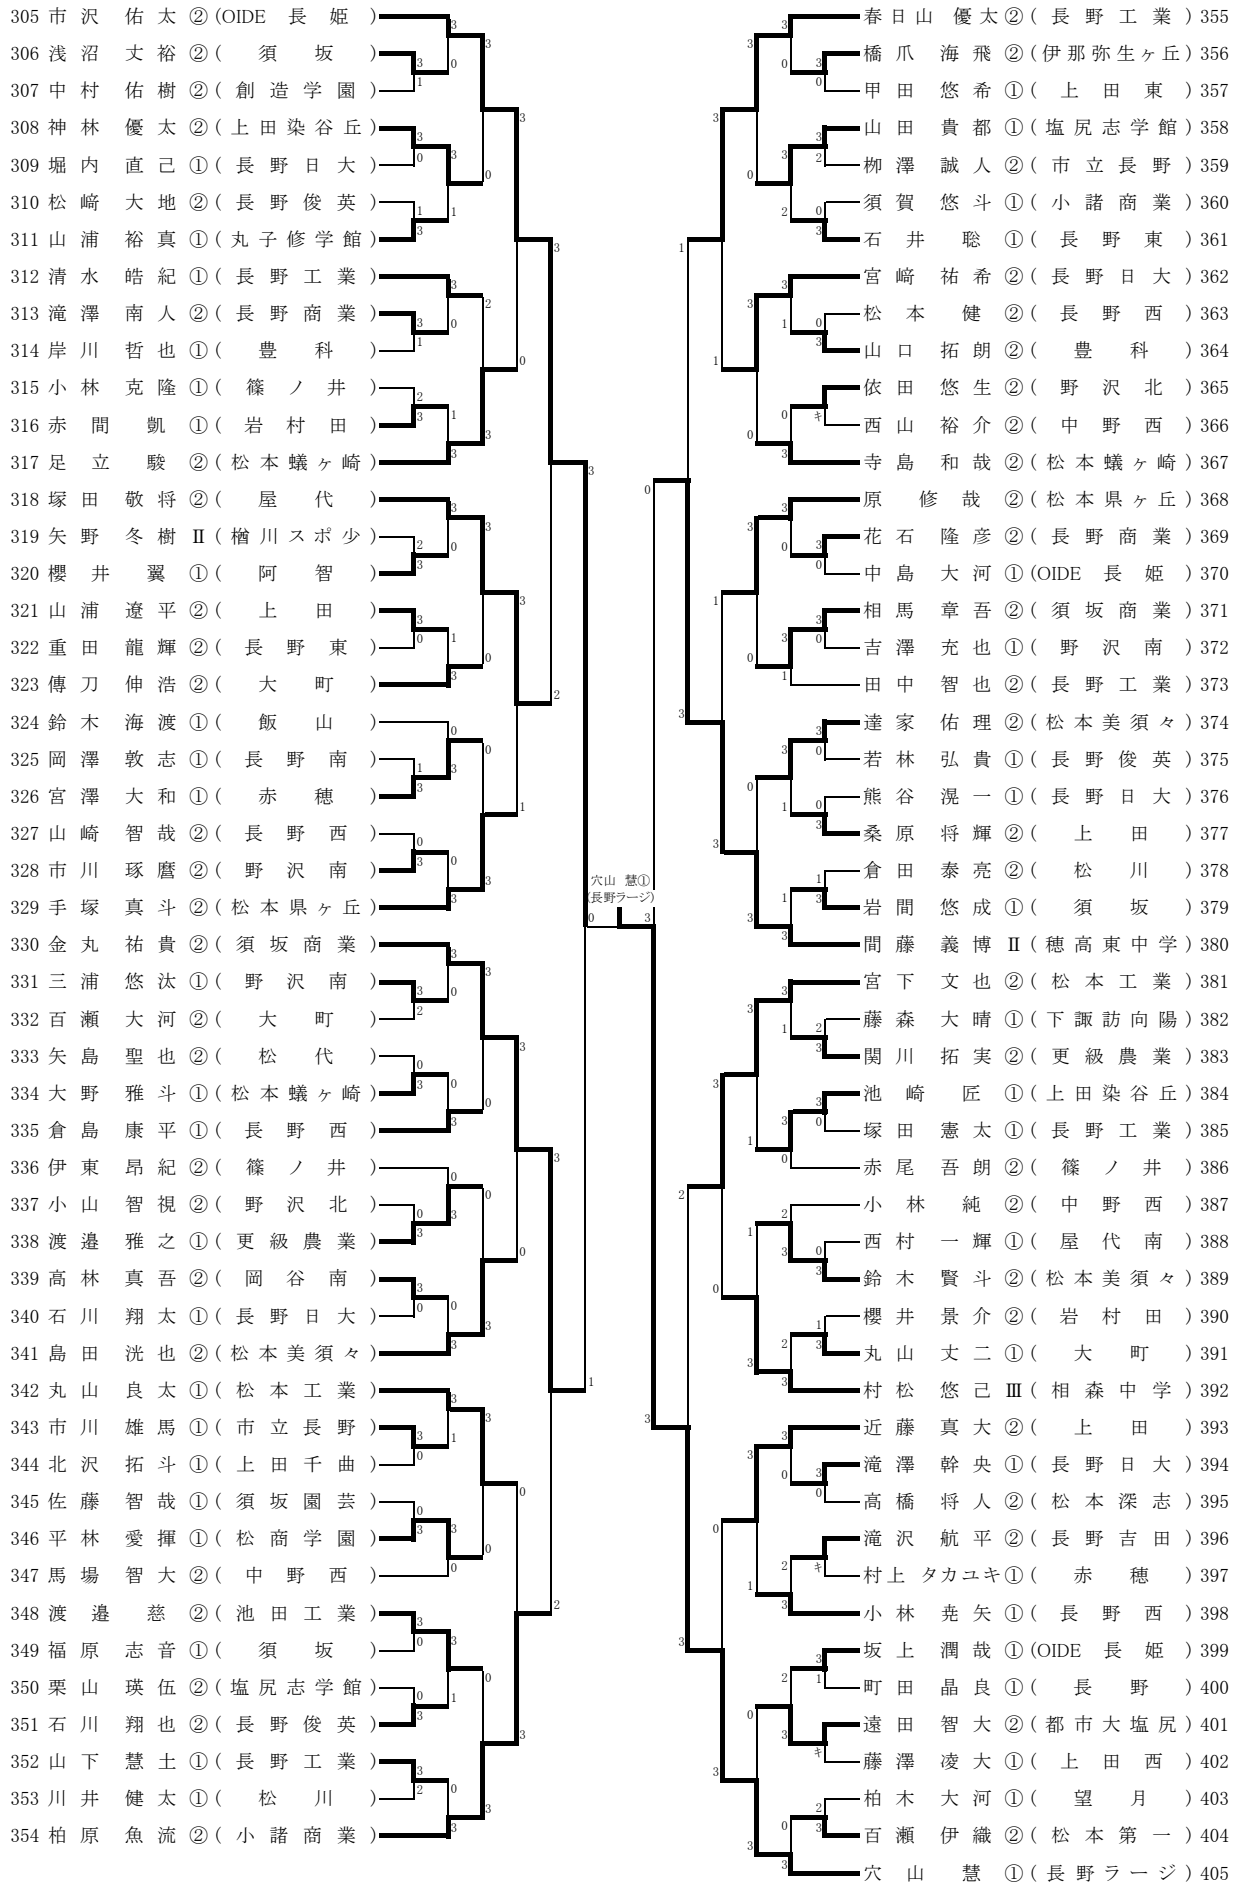 305 市沢 佑太 ② (OIDE 長姫)
306 浅沼 丈裕 ② (須坂)
307 中村 佑樹 ② (創造学園)
308 神林 優太 ② (上田染谷丘)
309 堀内 直己 ① (長野日大)
310 松崎 大地 ② (長野俊英)
311 山浦 裕真 ① (丸子修学館)
312 清水 皓紀 ① (長野工業)
313 滝澤 南人 ② (長野商業)
314 岸川 哲也 ① (豊科)
315 小林 克隆 ① (篠ノ井)
316 赤間 凱 ① (岩村田)
317 足立 駿 ② (松本蟻ヶ崎)
318 塚田 敬将 ② (屋代)
319 矢野 冬樹 Ⅱ (楢川スポ少)
320 櫻井 翼 ① (阿智)
321 山浦 遼平 ② (上田)
322 重田 龍輝 ② (長野東)
323 傳刀 伸浩 ② (大町)
324 鈴木 海渡 ① (飯山)
325 岡澤 敦志 ① (長野南)
326 宮澤 大和 ① (赤穂)
327 山崎 智哉 ② (長野西)
328 市川 琢麿 ② (野沢南)
329 手塚 真斗 ② (松本県ヶ丘)
330 金丸 祐貴 ② (須坂商業)
331 三浦 悠汰 ① (野沢南)
332 百瀬 大河 ② (大町)
333 矢島 聖也 ② (松代)
334 大野 雅斗 ① (松本蟻ヶ崎)
335 倉島 康平 ① (長野西)
336 伊東 昂紀 ② (篠ノ井)
337 小山 智視 ② (野沢北)
338 渡邉 雅之 ① (更級農業)
339 高林 真吾 ② (岡谷南)
340 石川 翔太 ① (長野日大)
341 島田 洸也 ② (松本美須々)
342 丸山 良太 ① (松本工業)
343 市川 雄馬 ① (市立長野)
344 北沢 拓斗 ① (上田千曲)
345 佐藤 智哉 ① (須坂園芸)
346 平林 愛揮 ① (松商学園)
347 馬場 智大 ② (中野西)
348 渡邉 慈 ② (池田工業)
349 福原 志音 ① (須坂)
350 栗山 瑛伍 ② (塩尻志学館)
351 石川 翔也 ② (長野俊英)
352 山下 慧士 ① (長野工業)
353 川井 健太 ① (松川)
354 柏原 魚流 ② (小諸商業)
穴山 慧①
(長野ラージ)
0 3
春日山 優太 ② (長野工業) 355
橋爪 海飛 ② (伊那弥生ヶ丘) 356
甲田 悠希 ① (上田東) 357
山田 貴都 ① (塩尻志学館) 358
栁澤 誠人 ② (市立長野) 359
須賀 悠斗 ① (小諸商業) 360
石井 聡 ① (長野東) 361
宮崎 祐希 ② (長野日大) 362
松本 健 ② (長野西) 363
山口 拓朗 ② (豊科) 364
依田 悠生 ② (野沢北) 365
西山 裕介 ② (中野西) 366
寺島 和哉 ② (松本蟻ヶ崎) 367
原 修哉 ② (松本県ヶ丘) 368
花石 隆彦 ② (長野商業) 369
中島 大河 ① (OIDE 長姫) 370
相馬 章吾 ② (須坂商業) 371
吉澤 充也 ① (野沢南) 372
田中 智也 ② (長野工業) 373
達家 佑理 ② (松本美須々) 374
若林 弘貴 ① (長野俊英) 375
熊谷 滉一 ① (長野日大) 376
桑原 将輝 ② (上田) 377
倉田 泰亮 ② (松川) 378
岩間 悠成 ① (須坂) 379
間藤 義博 Ⅱ (穂高東中学) 380
宮下 文也 ② (松本工業) 381
藤森 大晴 ① (下諏訪向陽) 382
関川 拓実 ② (更級農業) 383
池崎 匠 ① (上田染谷丘) 384
塚田 憲太 ① (長野工業) 385
赤尾 吾朗 ② (篠ノ井) 386
小林 純 ② (中野西) 387
西村 一輝 ① (屋代南) 388
鈴木 賢斗 ② (松本美須々) 389
櫻井 景介 ② (岩村田) 390
丸山 丈二 ① (大町) 391
村松 悠己 Ⅲ (相森中学) 392
近藤 真大 ② (上田) 393
滝澤 幹央 ① (長野日大) 394
高橋 将人 ② (松本深志) 395
滝沢 航平 ② (長野吉田) 396
村上 タカユキ ① (赤穂) 397
小林 尭矢 ① (長野西) 398
坂上 潤哉 ① (OIDE 長姫) 399
町田 晶良 ① (長野) 400
遠田 智大 ② (都市大塩尻) 401
藤澤 凌大 ① (上田西) 402
柏木 大河 ① (望月) 403
百瀬 伊織 ② (松本第一) 404
穴山 慧 ① (長野ラージ) 405